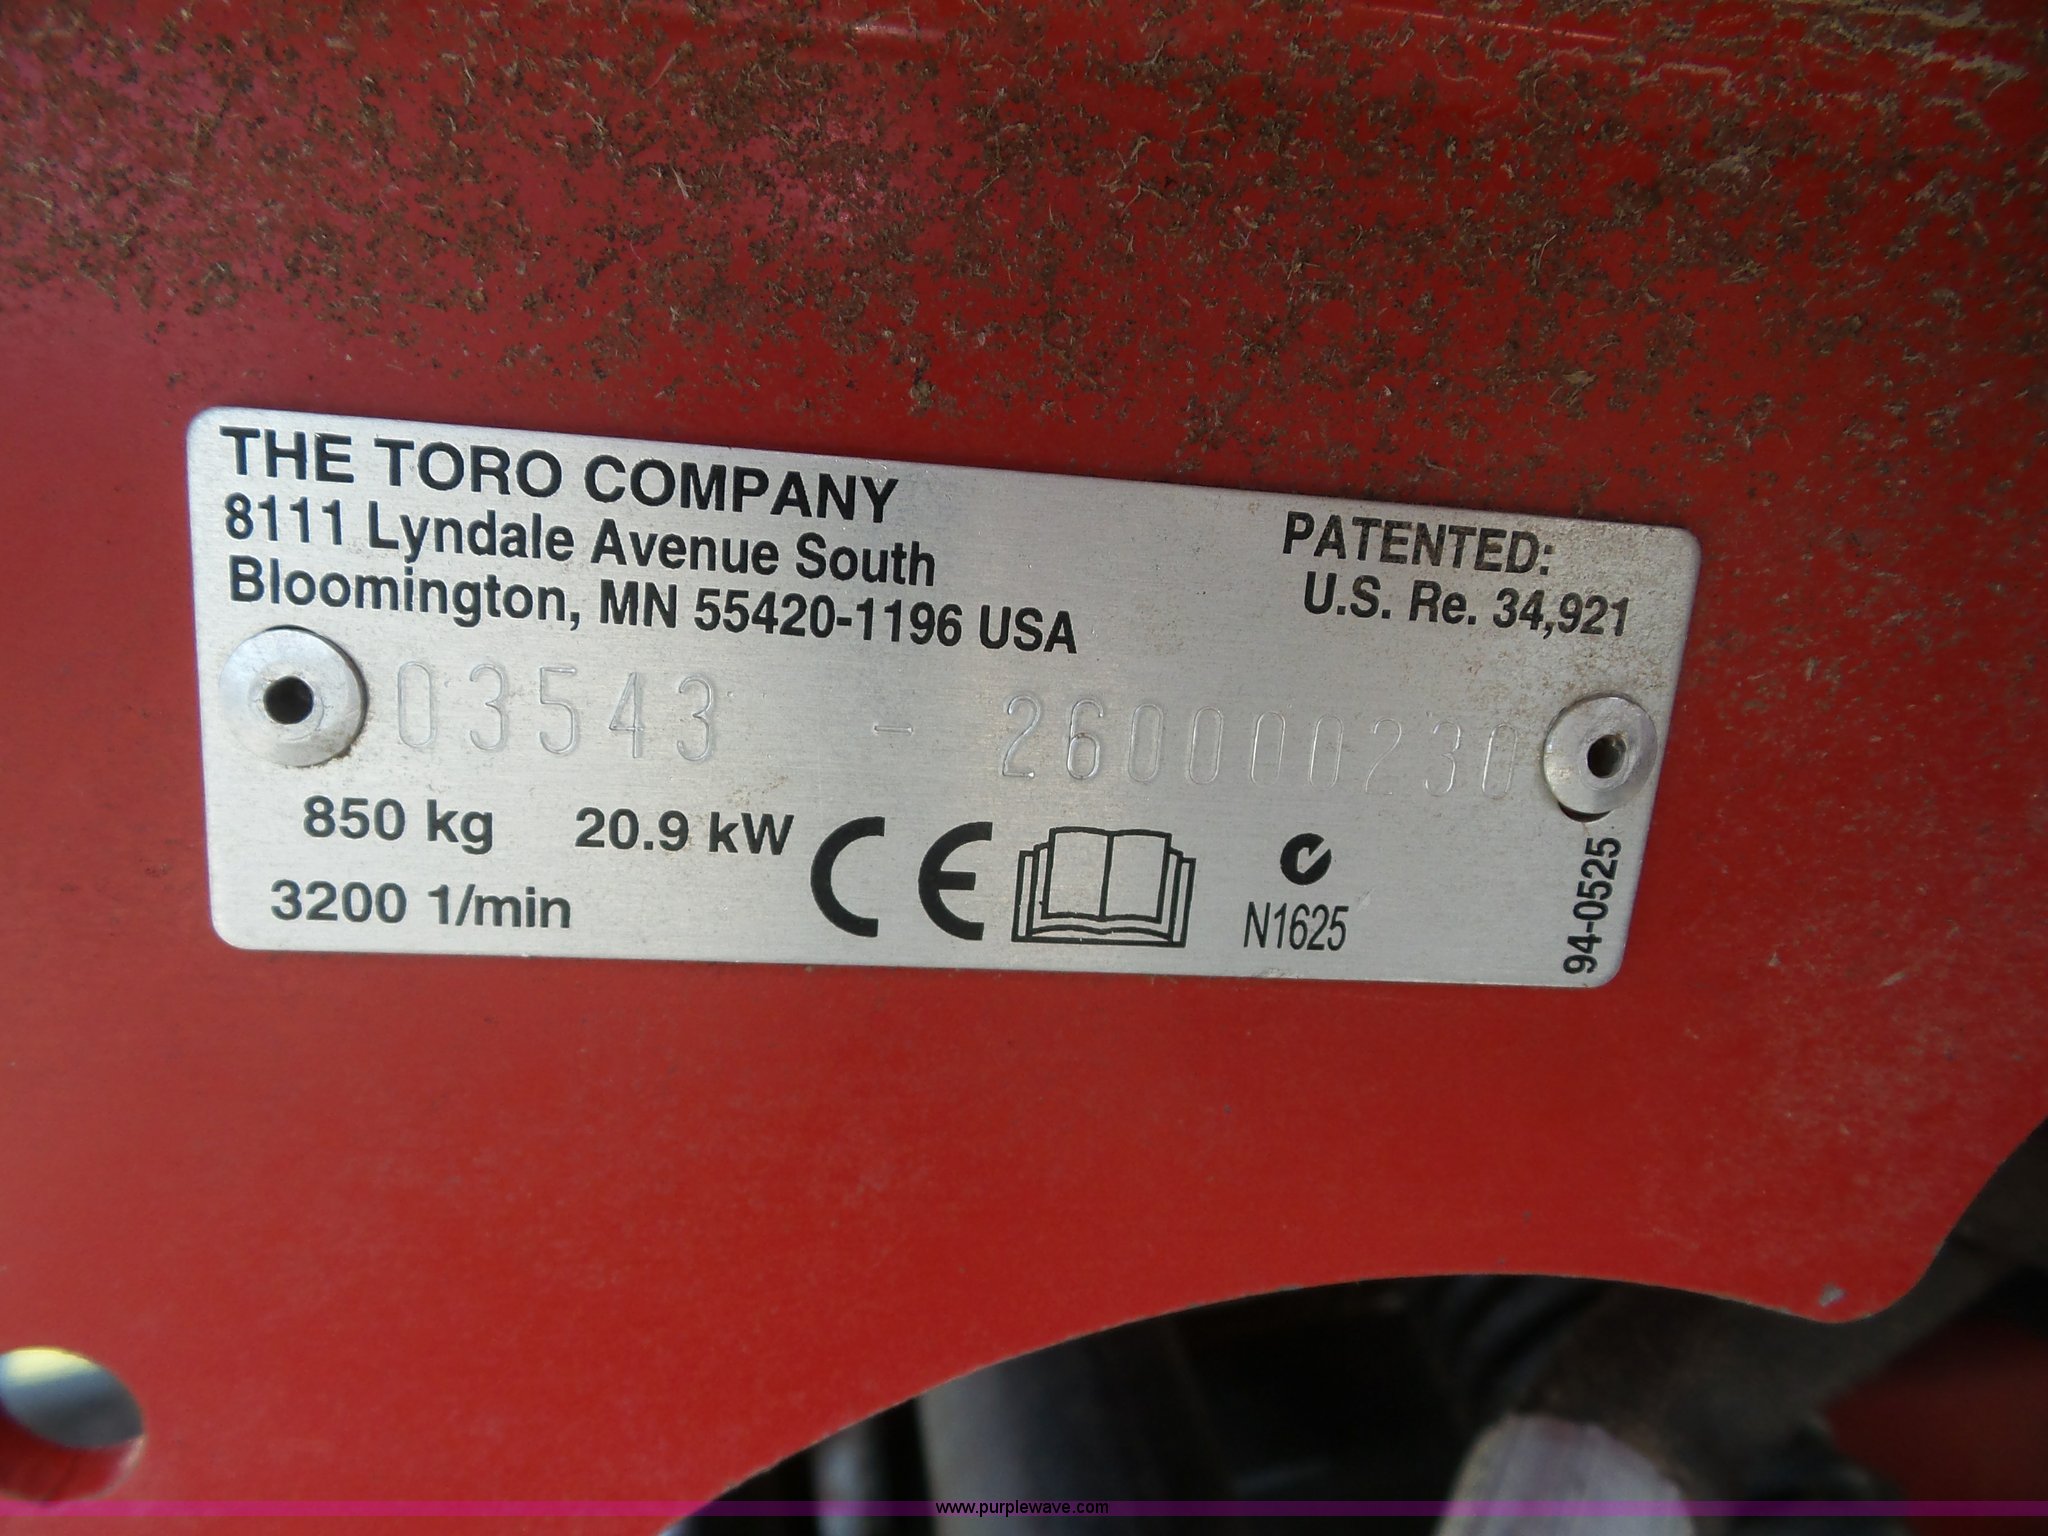 THE TORO COMPANY
8111 Lyndale Avenue South
Bloomington, MN 55420-1196 USA
PATENTED:
U.S. Re. 34,921
03543 - 260000230
850 kg 20.9 kW
3200 1/min
CE
N1625
94-0525
www.purplewave.com